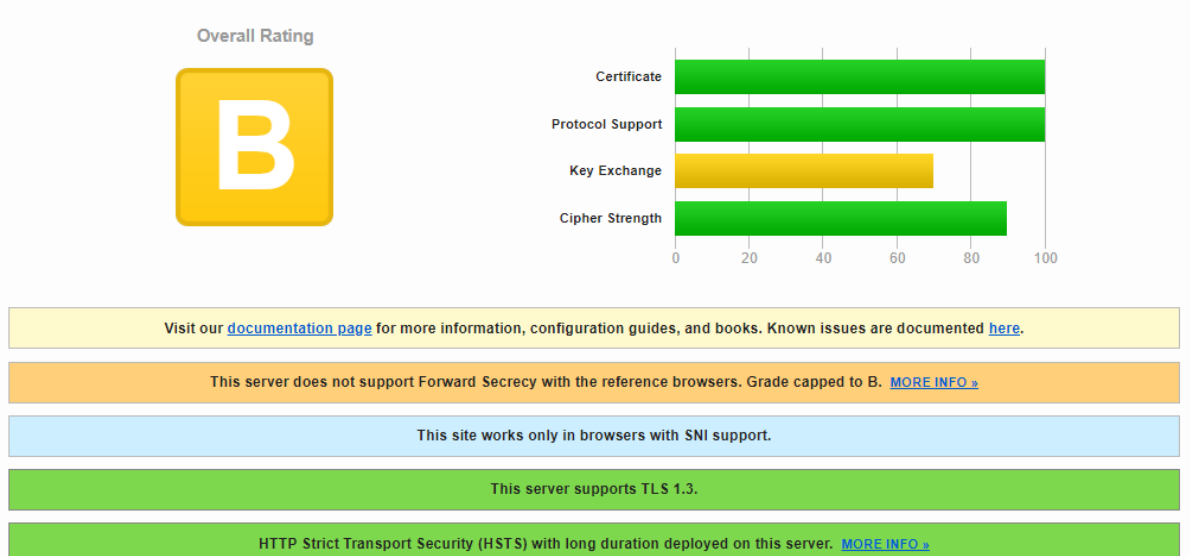 Overall Rating
B
Certificate
Protocol Support
Key Exchange
Cipher Strength
0 20 40 60 80 100
Visit our documentation page for more information, configuration guides, and books. Known issues are documented here.
This server does not support Forward Secrecy with the reference browsers. Grade capped to B. MORE INFO »
This site works only in browsers with SNI support.
This server supports TLS 1.3.
HTTP Strict Transport Security (HSTS) with long duration deployed on this server. MORE INFO »